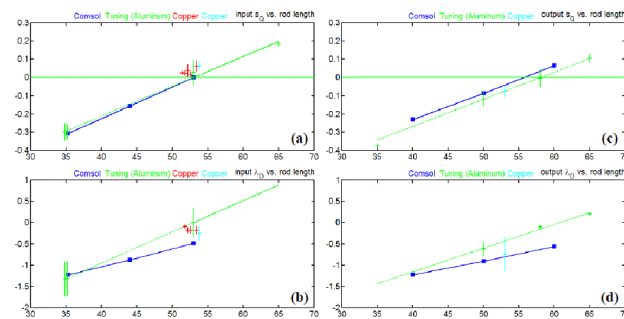 Comsol Tuning (Aluminum) Copper Copper input s_Q vs. rod length
0.3
0.2
0.1
0
-0.1
-0.2
-0.3
-0.4
(a)
30 35 40 45 50 55 60 65 70
Comsol Tuning (Aluminum) Copper output s_Q vs. rod length
0.3
0.2
0.1
0
-0.1
-0.2
-0.3
-0.4
(c)
30 35 40 45 50 55 60 65 70
Comsol Tuning (Aluminum) Copper Copper input λ_D vs. rod length
1
0.5
0
-0.5
-1
-1.5
-2
(b)
30 35 40 45 50 55 60 65 70
Comsol Tuning (Aluminum) Copper output λ_D vs. rod length
1
0.5
0
-0.5
-1
-1.5
-2
(d)
30 35 40 45 50 55 60 65 70